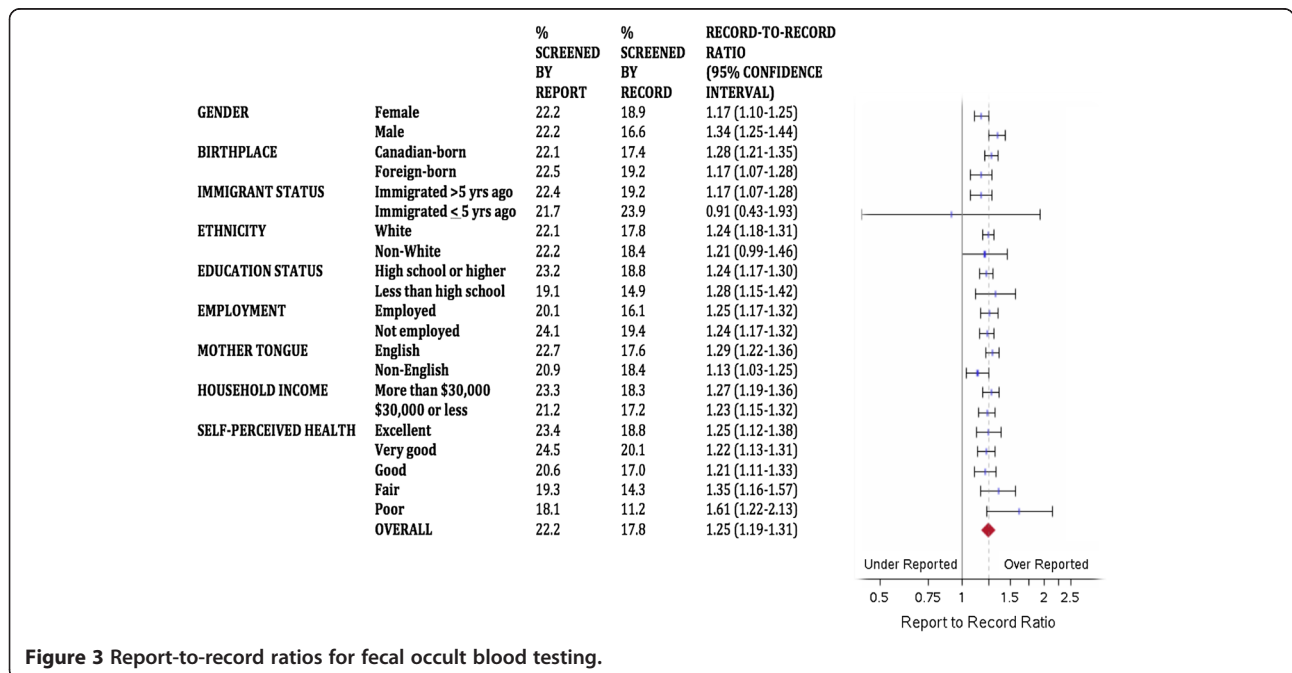 % % RECORD-TO-RECORD
SCREENED SCREENED RATIO
BY BY (95% CONFIDENCE
REPORT RECORD INTERVAL)
GENDER Female 22.2 18.9 1.17 (1.10-1.25)
Male 22.2 16.6 1.34 (1.25-1.44)
BIRTHPLACE Canadian-born 22.1 17.4 1.28 (1.21-1.35)
Foreign-born 22.5 19.2 1.17 (1.07-1.28)
IMMIGRANT STATUS Immigrated >5 yrs ago 22.4 19.2 1.17 (1.07-1.28)
Immigrated ≤ 5 yrs ago 21.7 23.9 0.91 (0.43-1.93)
ETHNICITY White 22.1 17.8 1.24 (1.18-1.31)
Non-White 22.2 18.4 1.21 (0.99-1.46)
EDUCATION STATUS High school or higher 23.2 18.8 1.24 (1.17-1.30)
Less than high school 19.1 14.9 1.28 (1.15-1.42)
EMPLOYMENT Employed 20.1 16.1 1.25 (1.17-1.32)
Not employed 24.1 19.4 1.24 (1.17-1.32)
MOTHER TONGUE English 22.7 17.6 1.29 (1.22-1.36)
Non-English 20.9 18.4 1.13 (1.03-1.25)
HOUSEHOLD INCOME More than $30,000 23.3 18.3 1.27 (1.19-1.36)
$30,000 or less 21.2 17.2 1.23 (1.15-1.32)
SELF-PERCEIVED HEALTH Excellent 23.4 18.8 1.25 (1.12-1.38)
Very good 24.5 20.1 1.22 (1.13-1.31)
Good 20.6 17.0 1.21 (1.11-1.33)
Fair 19.3 14.3 1.35 (1.16-1.57)
Poor 18.1 11.2 1.61 (1.22-2.13)
OVERALL 22.2 17.8 1.25 (1.19-1.31)
Under Reported Over Reported
0.5 0.75 1 1.5 2 2.5
Report to Record Ratio
Figure 3 Report-to-record ratios for fecal occult blood testing.